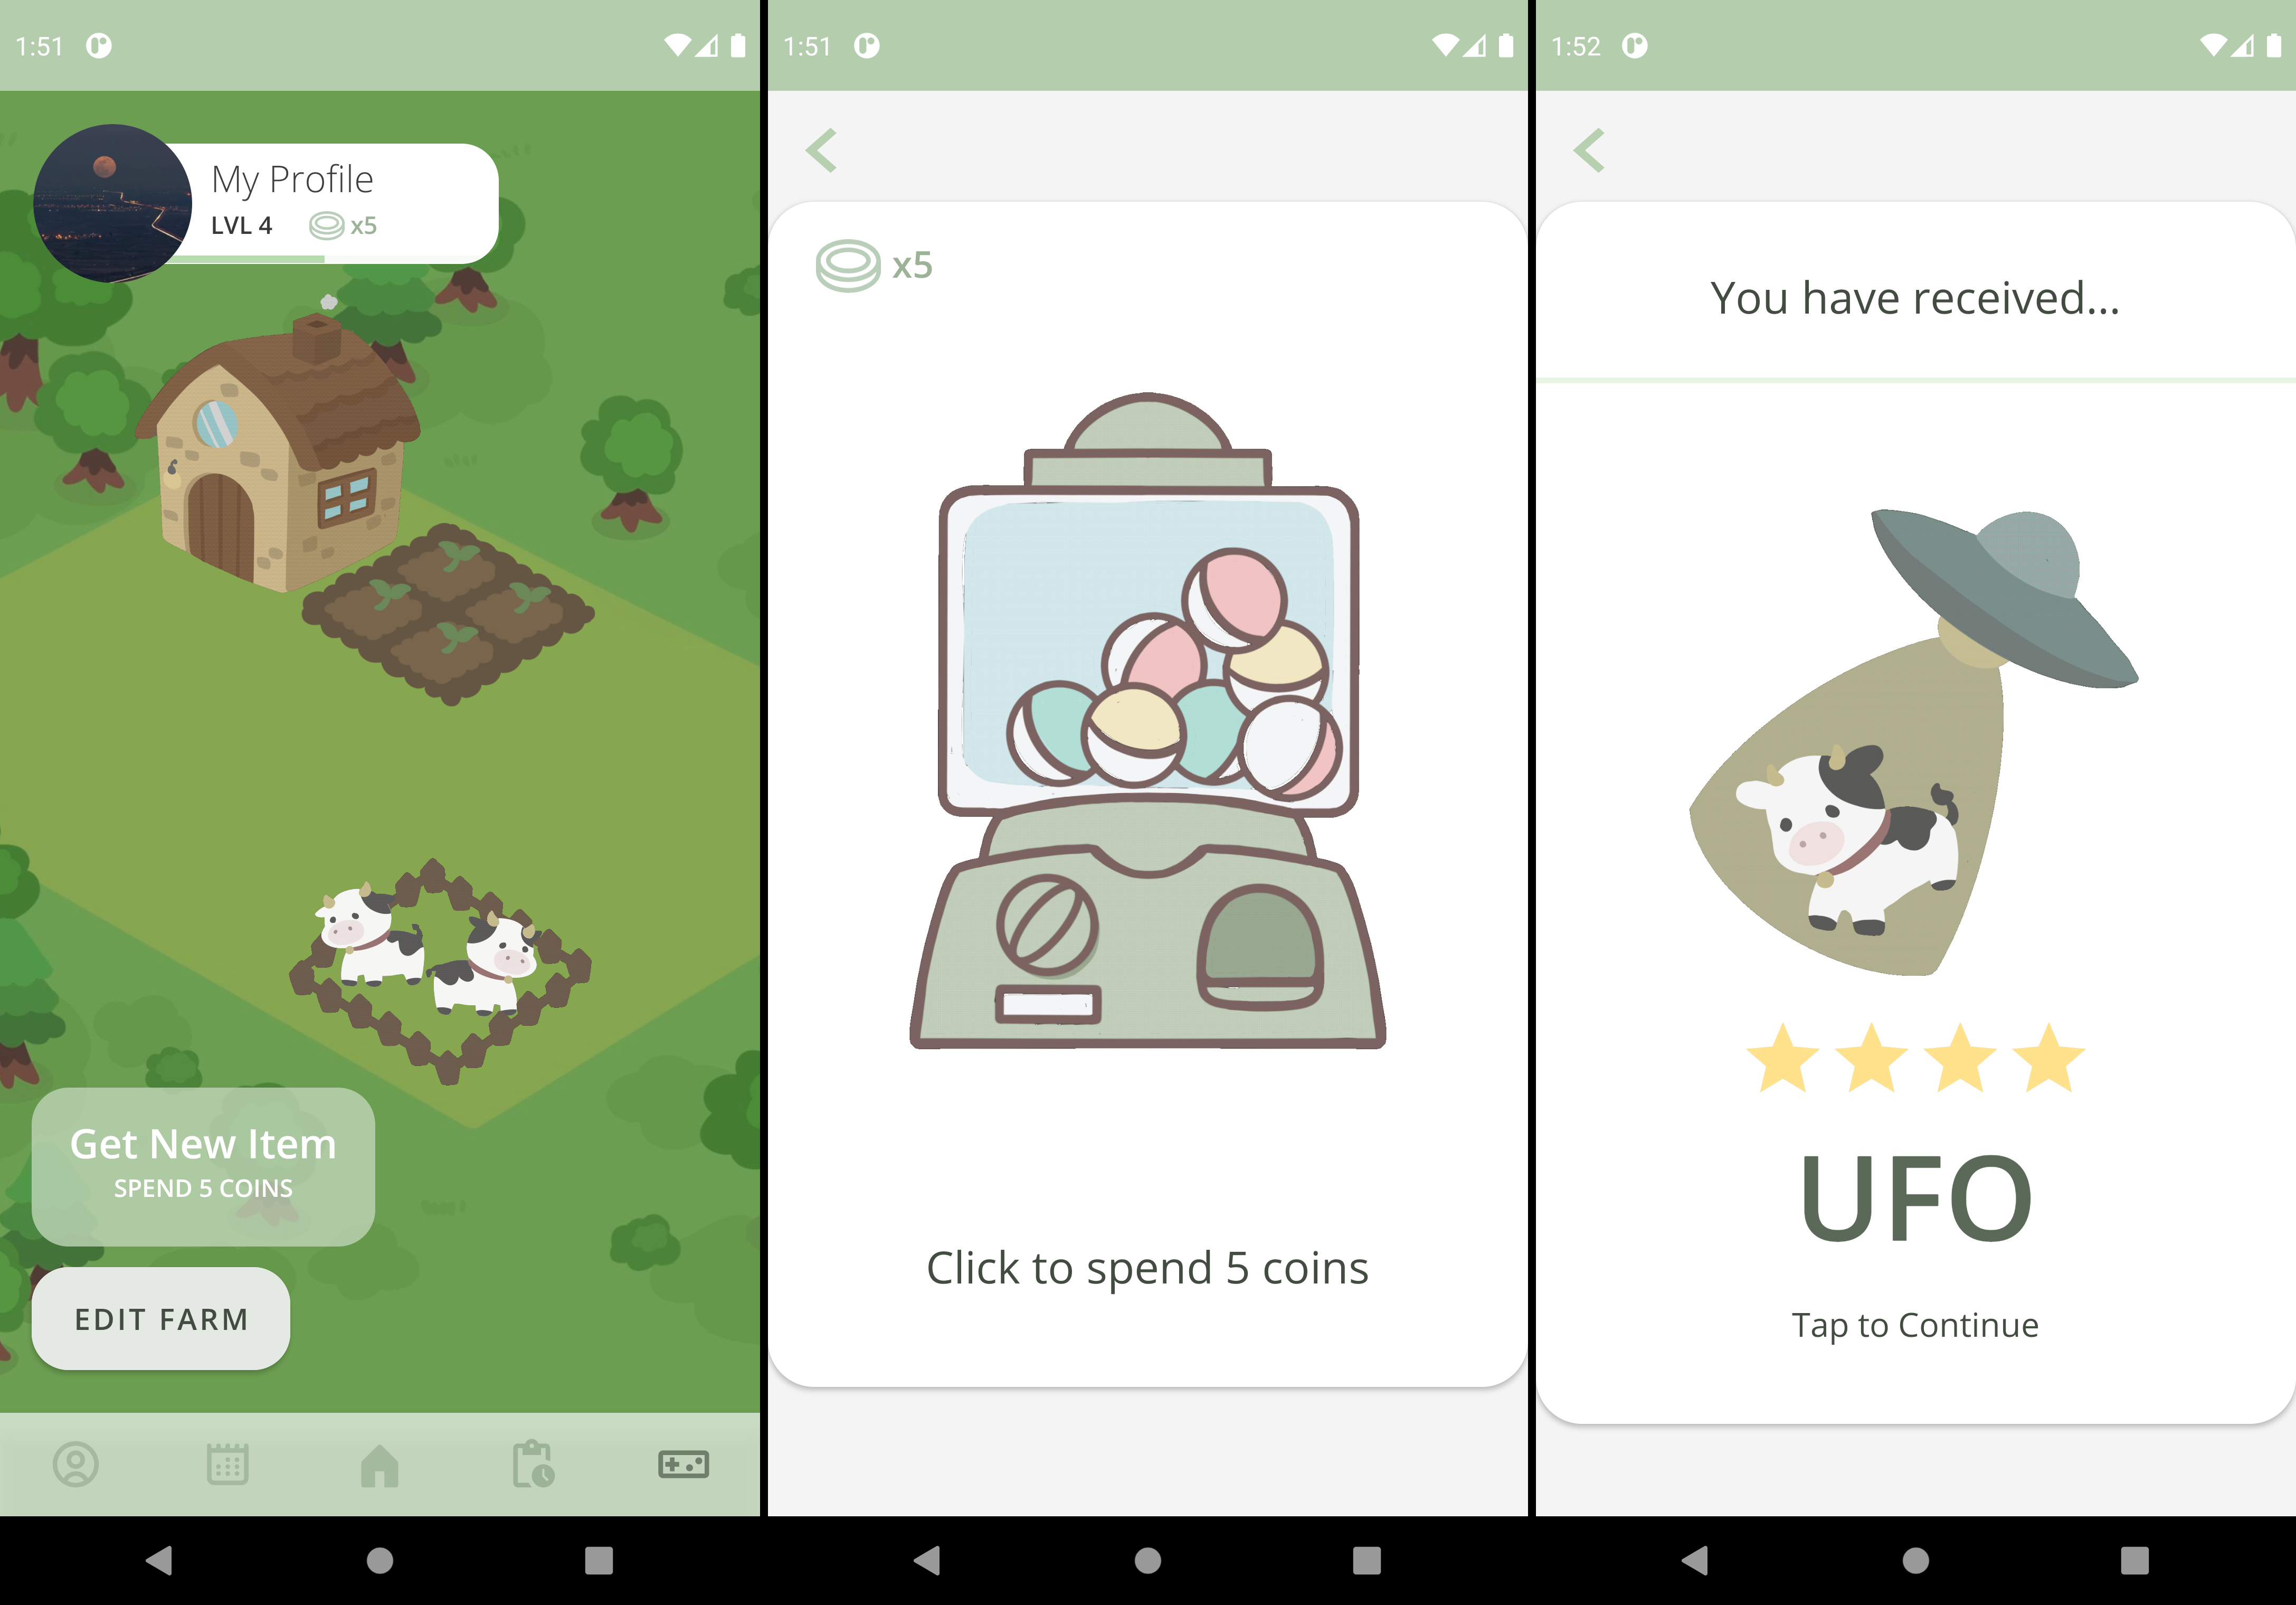 1:51
My Profile
LVL 4 x5
Get New Item
SPEND 5 COINS
EDIT FARM
1:51
x5
Click to spend 5 coins
1:52
You have received...
UFO
Tap to Continue